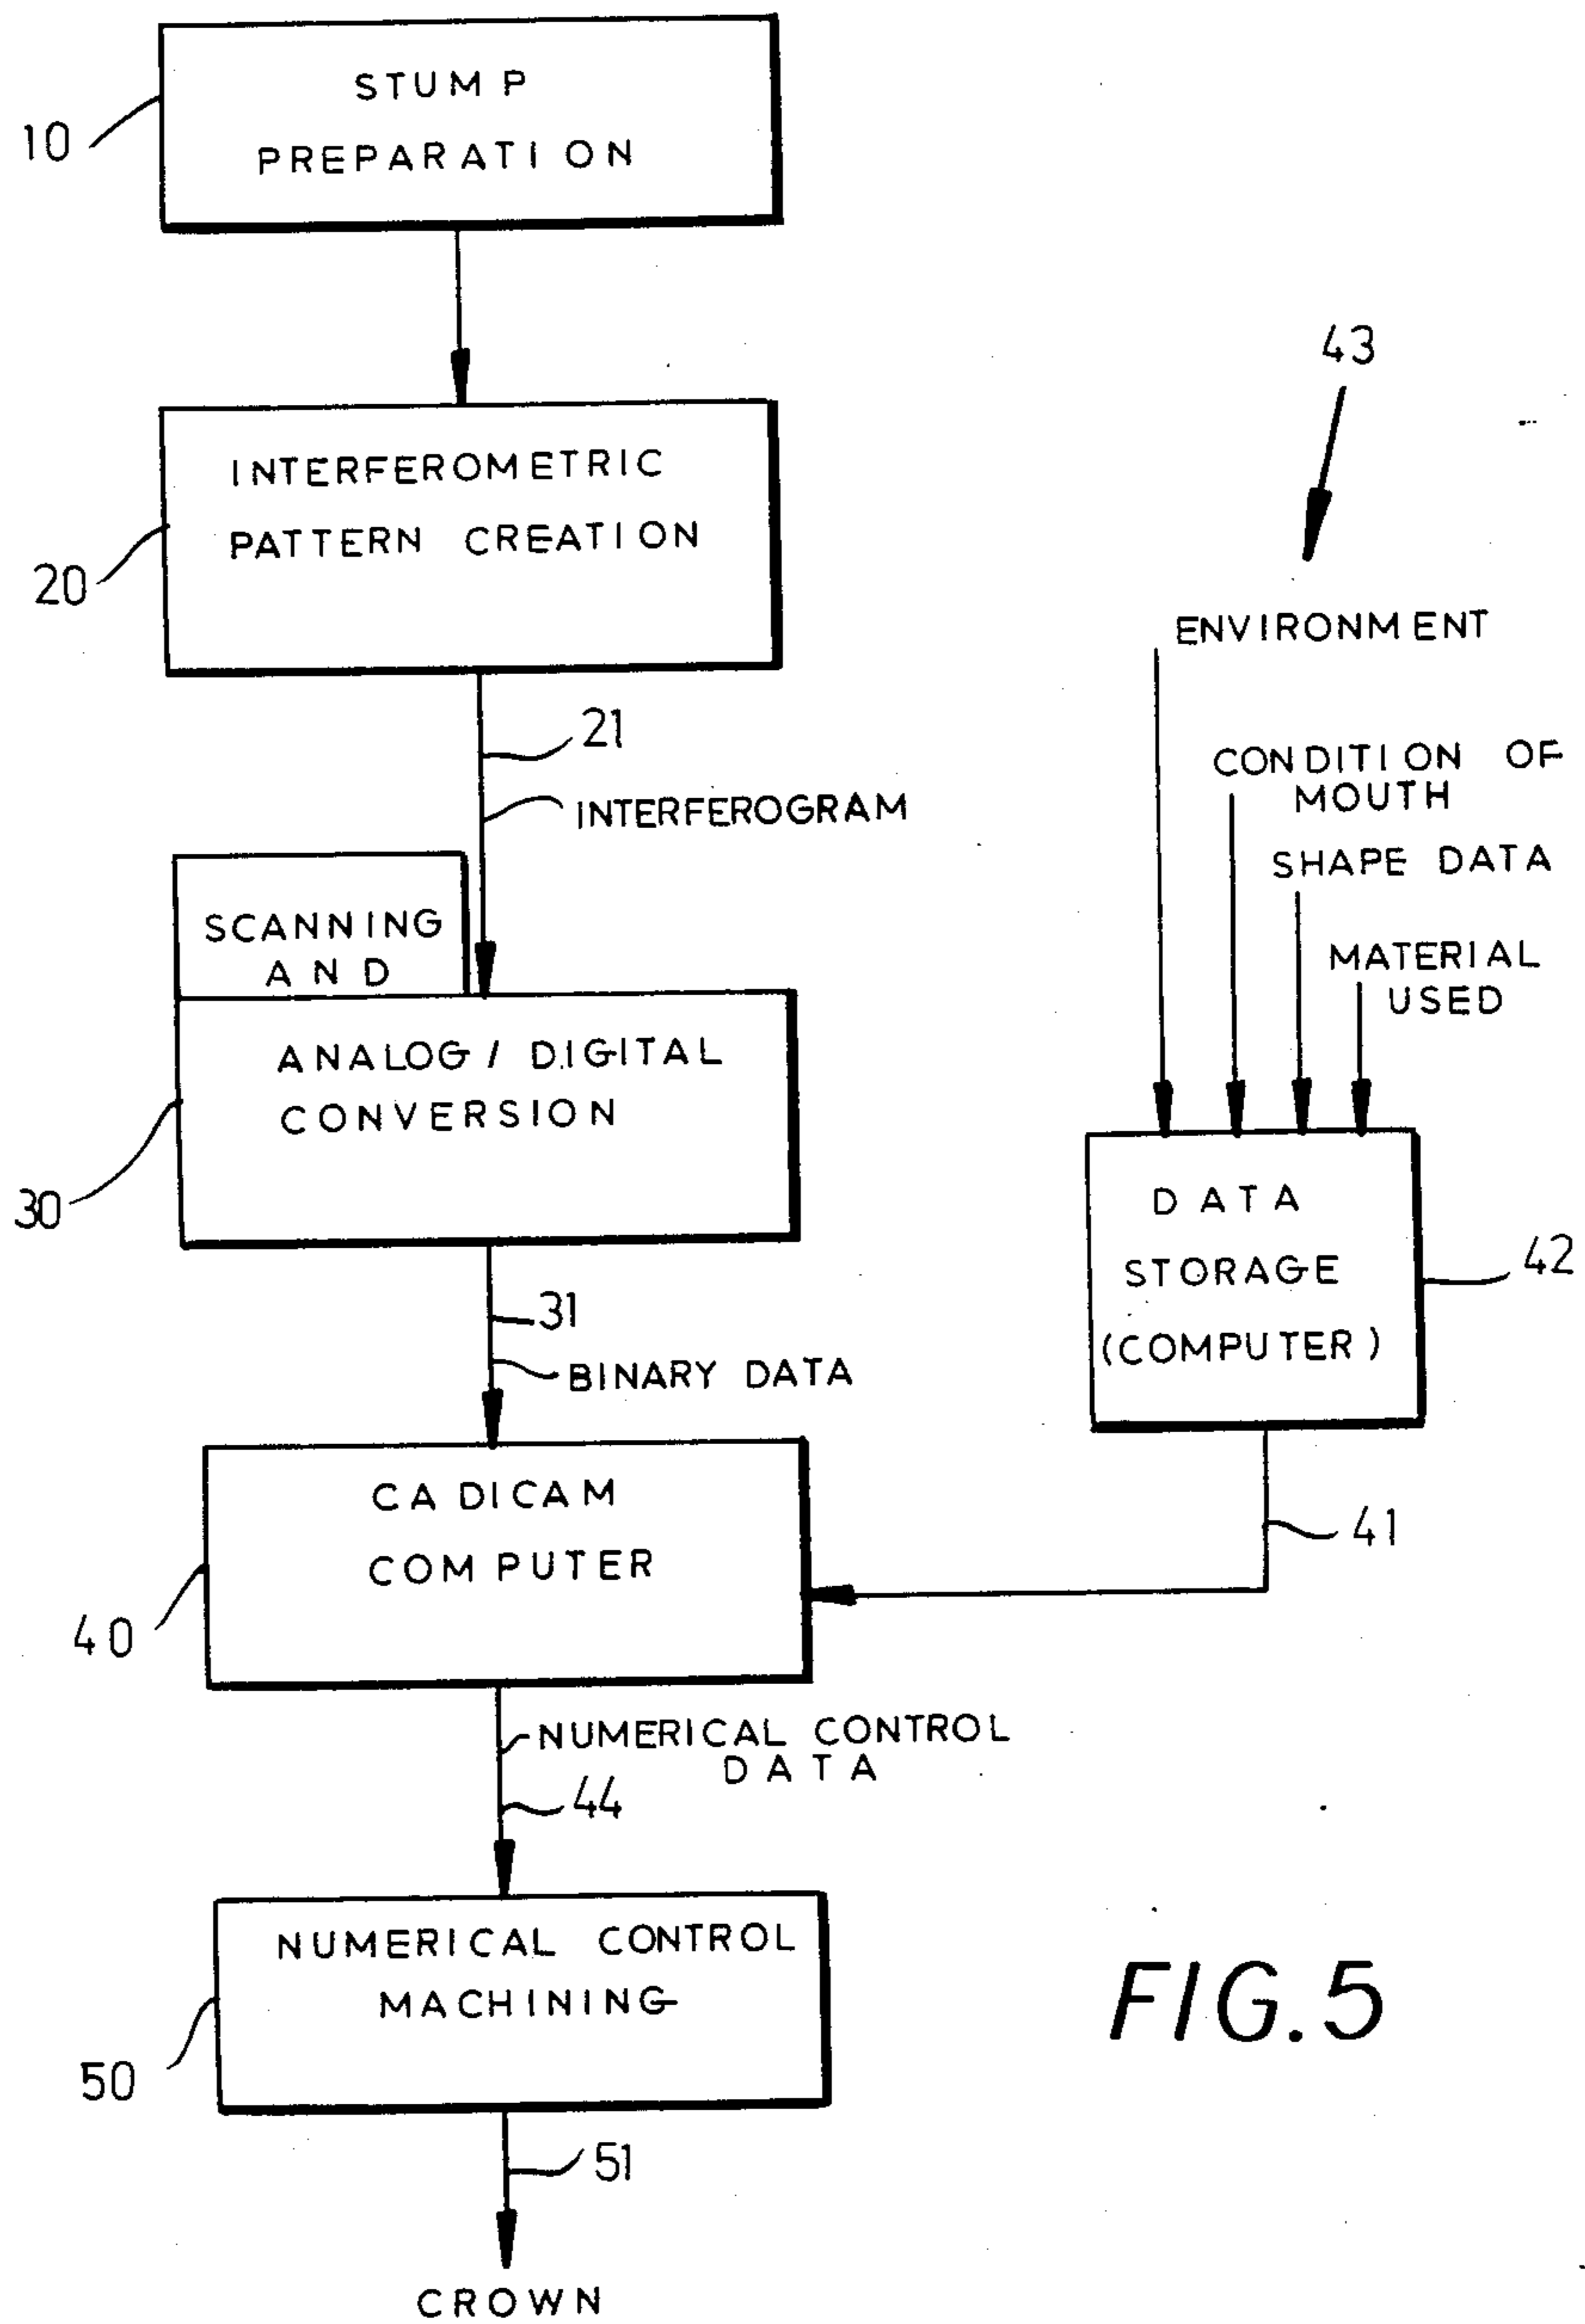 STUMP
PREPARATION
10
INTERFEROMETRIC
PATTERN CREATION
20
21
INTERFEROGRAM
SCANNING
AND
ANALOG / DIGITAL
CONVERSION
30
31
BINARY DATA
43
ENVIRONMENT
CONDITION OF
MOUTH
SHAPE DATA
MATERIAL
USED
DATA
STORAGE
(COMPUTER)
42
41
CADICAM
COMPUTER
40
NUMERICAL CONTROL
DATA
44
NUMERICAL CONTROL
MACHINING
50
51
CROWN
FIG. 5